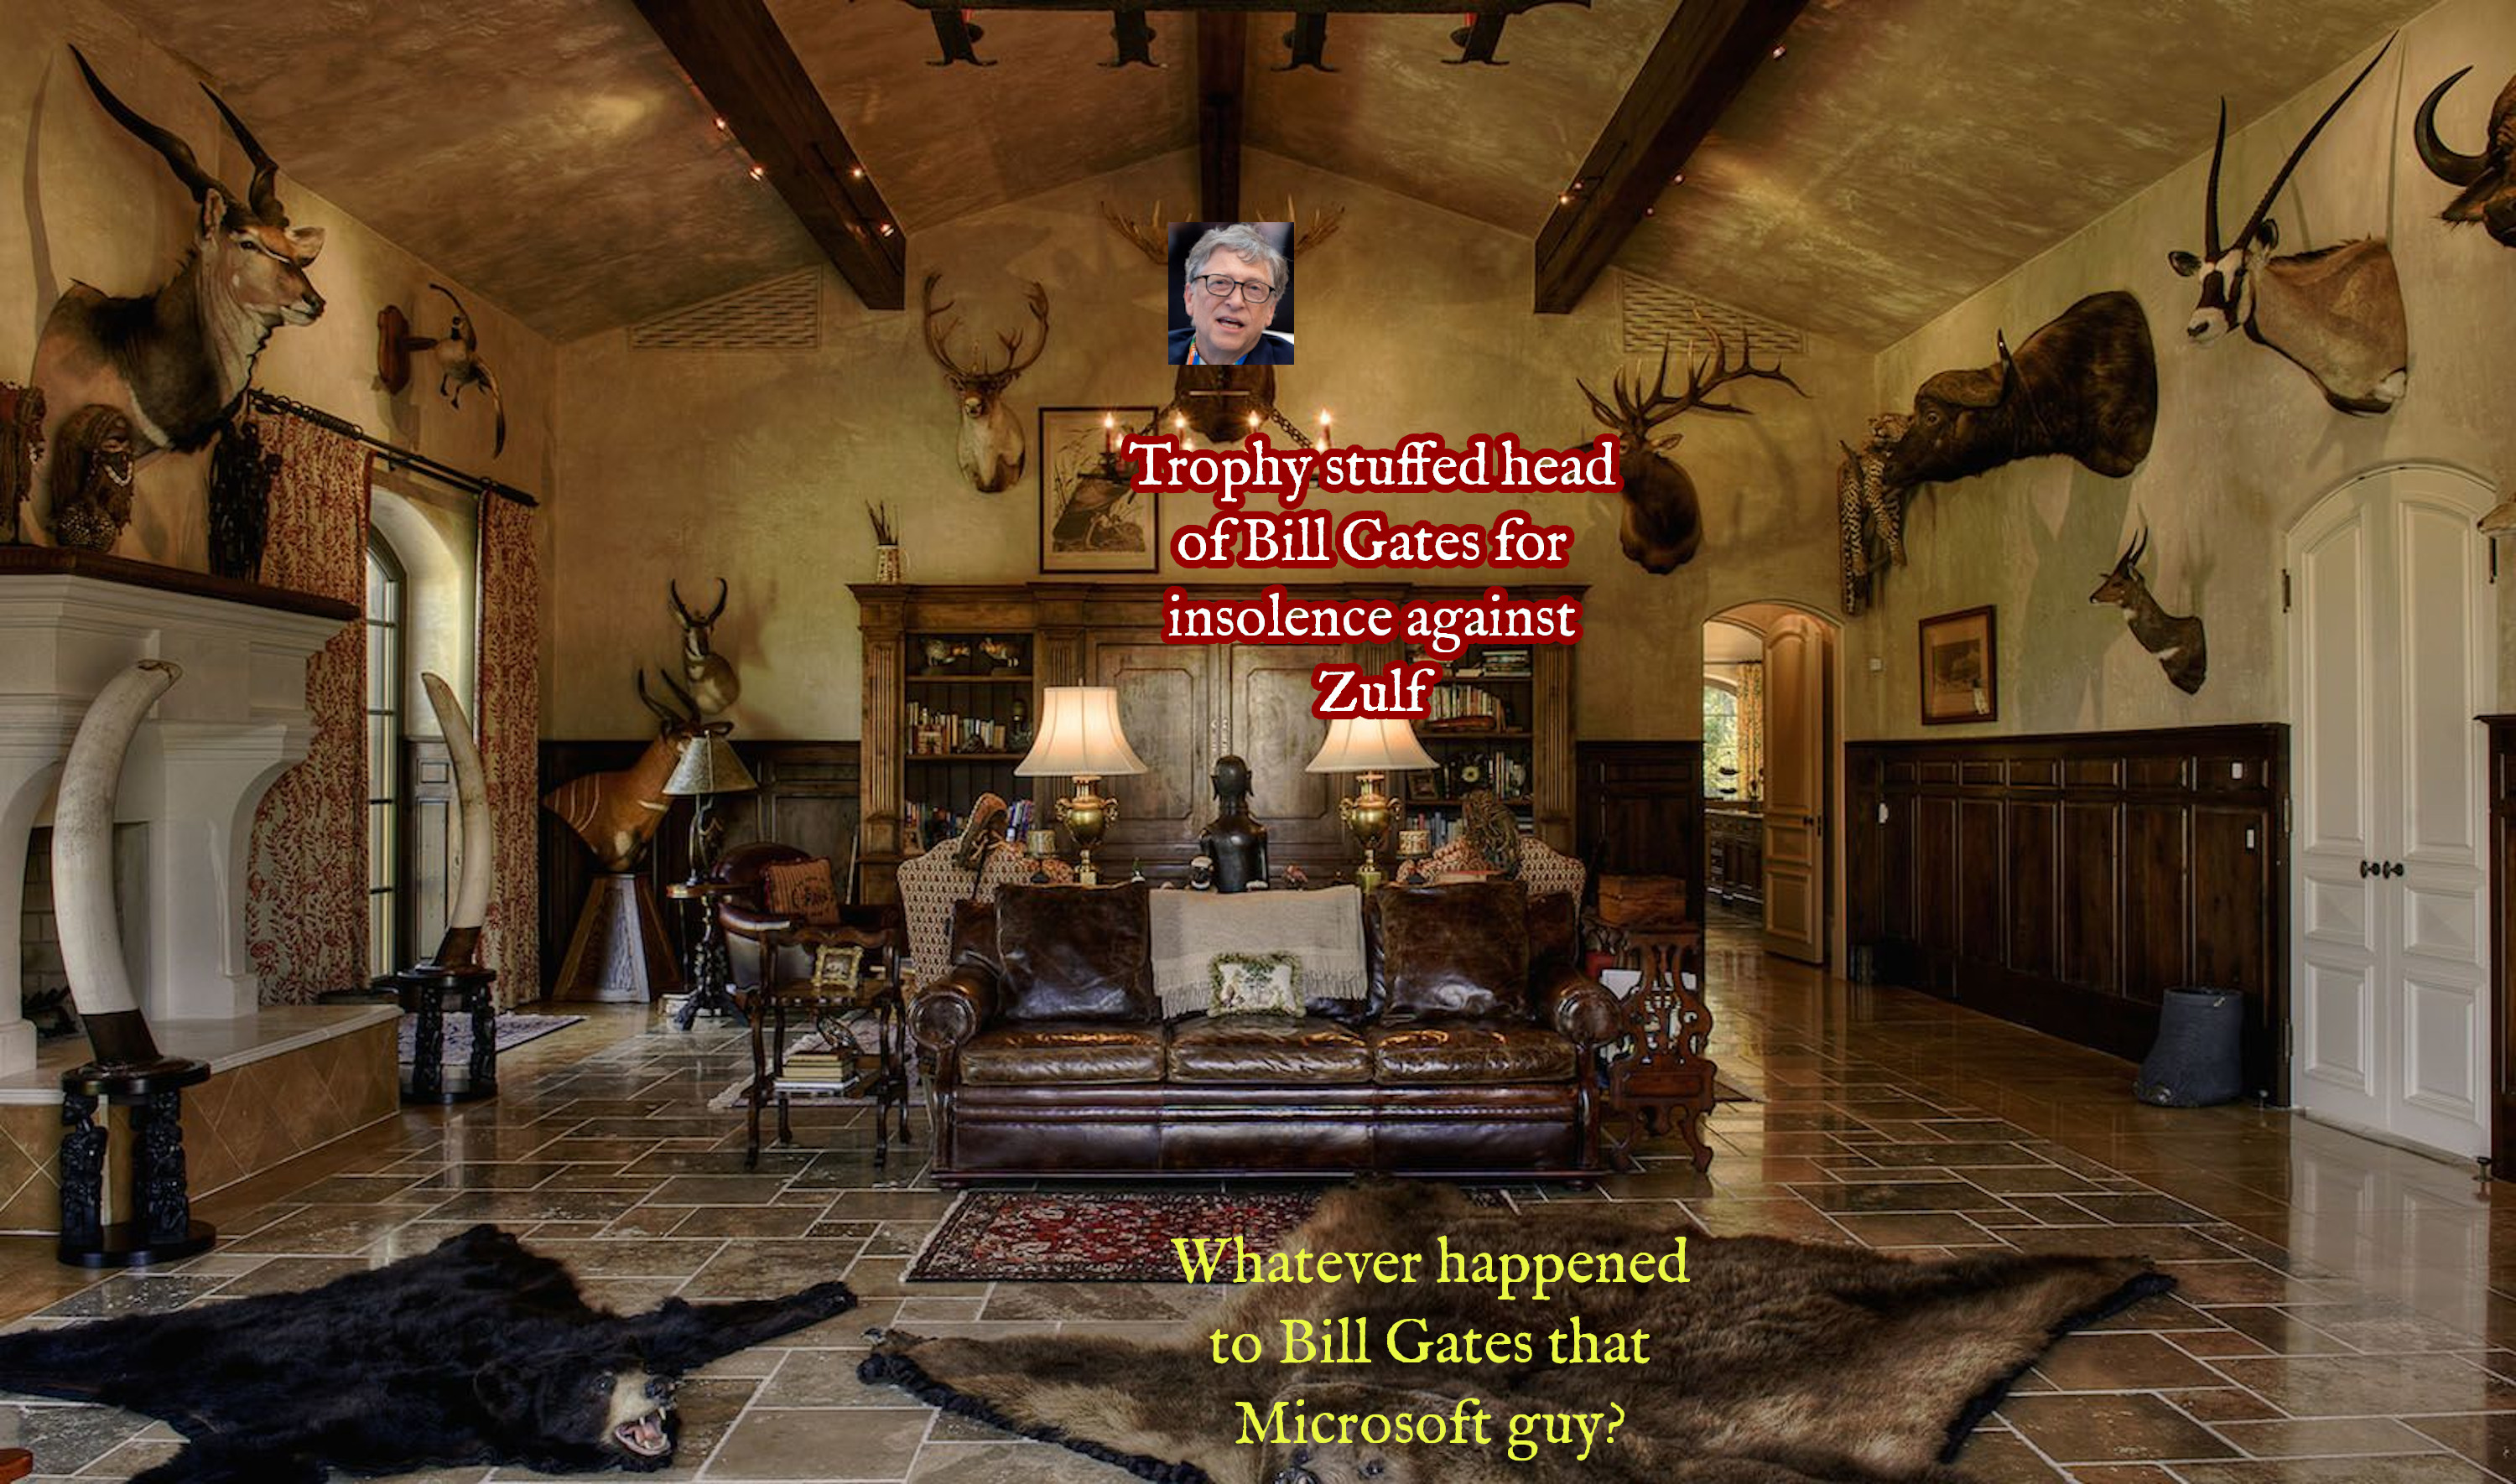 Trophy stuffed head
of Bill Gates for
insolence against
Zulf
Whatever happened
to Bill Gates that
Microsoft guy?